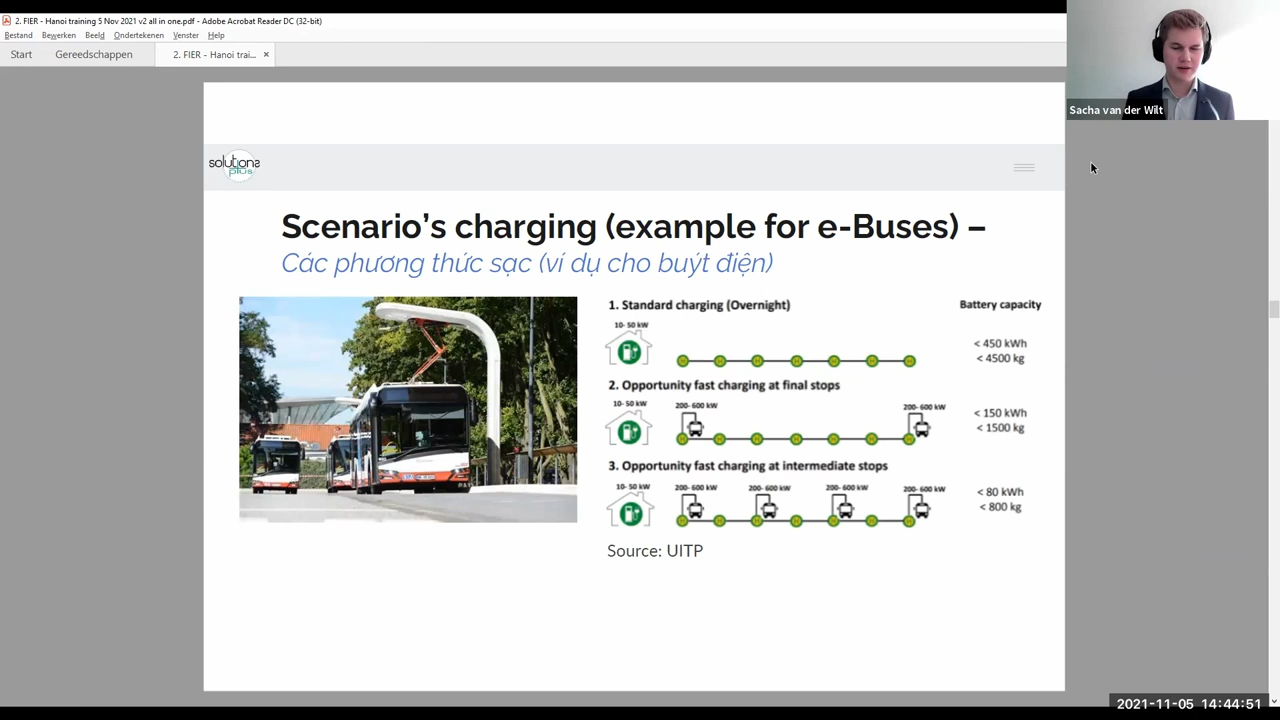 2. FIER - Hanoi training 5 Nov 2021 v2 all in one.pdf - Adobe Acrobat Reader DC (32-bit)
Bestand Bewerken Beeld Ondertekenen Venster Help
Start Gereedschappen 2. FIER - Hanoi trai... ×
Sacha van der Wilt
solutions
plus
Scenario's charging (example for e-Buses) –
Các phương thức sạc (ví dụ cho buýt điện)
1. Standard charging (Overnight) Battery capacity
10- 50 kW
< 450 kWh
< 4500 kg
2. Opportunity fast charging at final stops
10- 50 kW 200- 600 kW 200- 600 kW
< 150 kWh
< 1500 kg
3. Opportunity fast charging at intermediate stops
10- 50 kW 200- 600 kW 200- 600 kW 200- 600 kW 200- 600 kW
< 80 kWh
< 800 kg
Source: UITP
2021-11-05 14:44:51